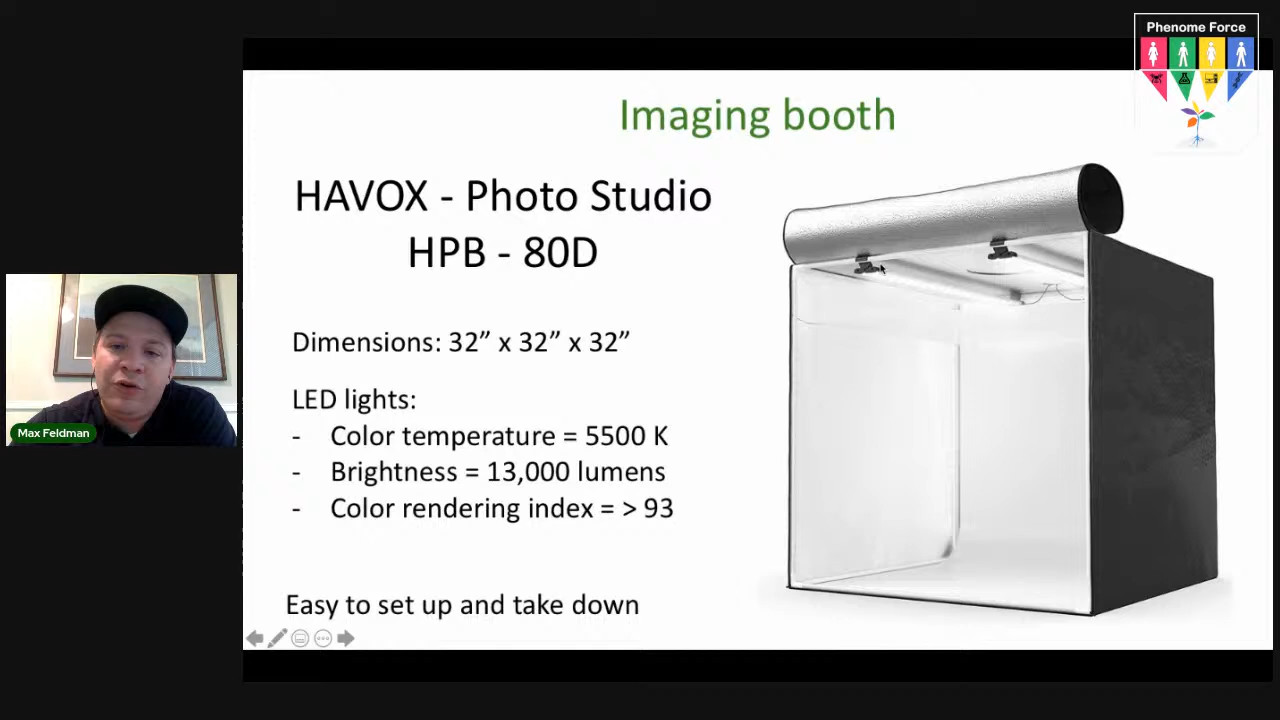 Phenome Force
Imaging booth
HAVOX - Photo Studio
HPB - 80D
Dimensions: 32” x 32” x 32”
LED lights:
- Color temperature = 5500 K
- Brightness = 13,000 lumens
- Color rendering index = > 93
Easy to set up and take down
Max Feldman